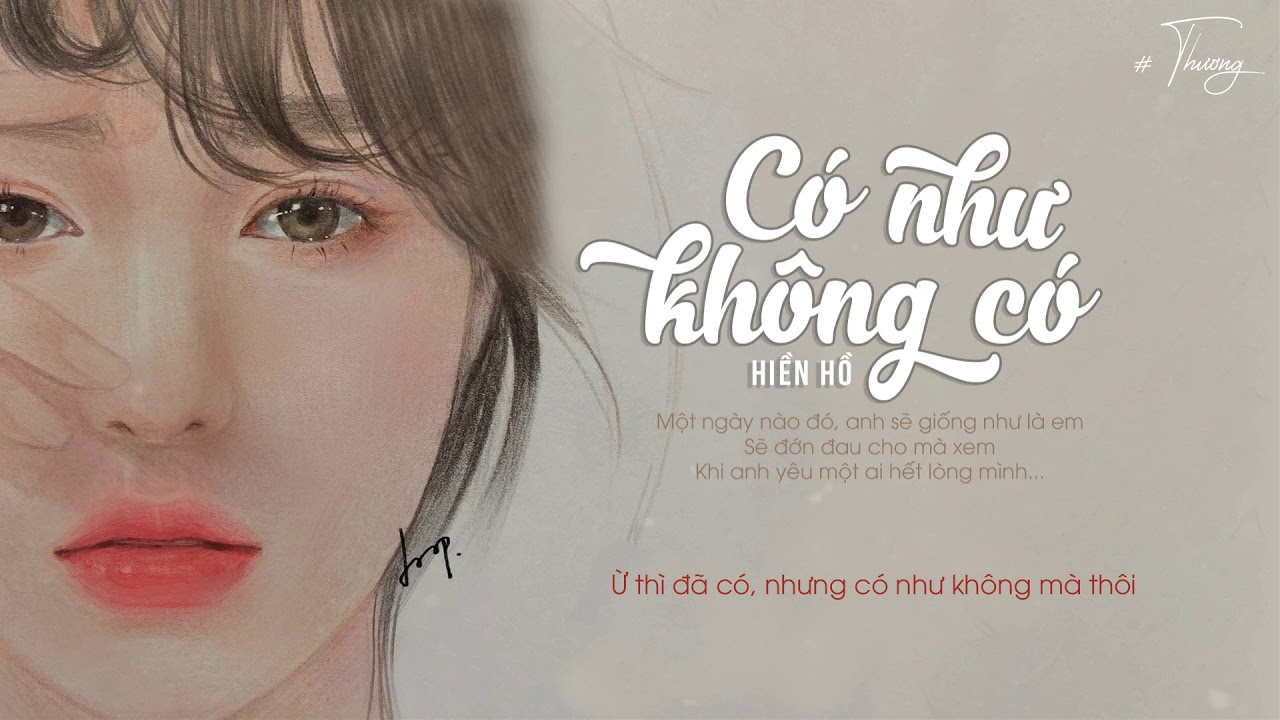 # Thương
Có như
không có
HIỀN HỒ
Một ngày nào đó, anh sẽ giống như là em
Sẽ đớn đau cho mà xem
Khi anh yêu một ai hết lòng mình...
Ừ thì đã có, nhưng có như không mà thôi